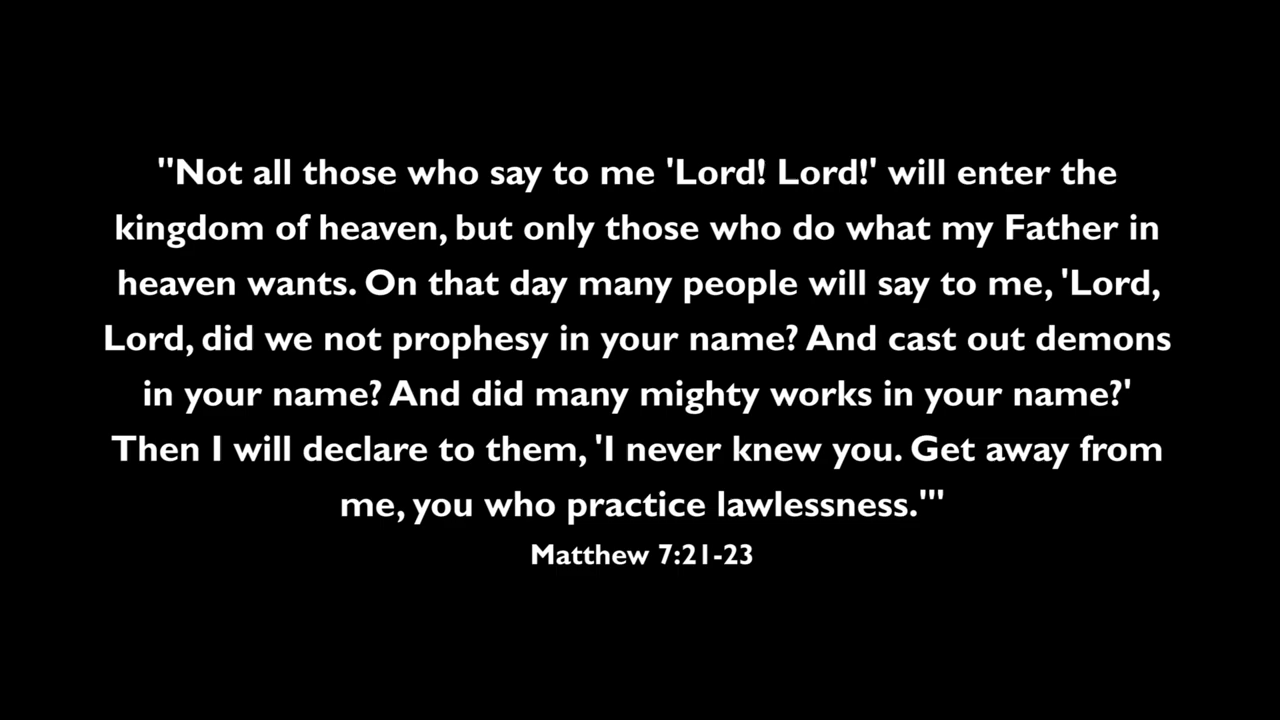 "Not all those who say to me 'Lord! Lord!' will enter the
kingdom of heaven, but only those who do what my Father in
heaven wants. On that day many people will say to me, 'Lord,
Lord, did we not prophesy in your name? And cast out demons
in your name? And did many mighty works in your name?'
Then I will declare to them, 'I never knew you. Get away from
me, you who practice lawlessness.'"
Matthew 7:21-23